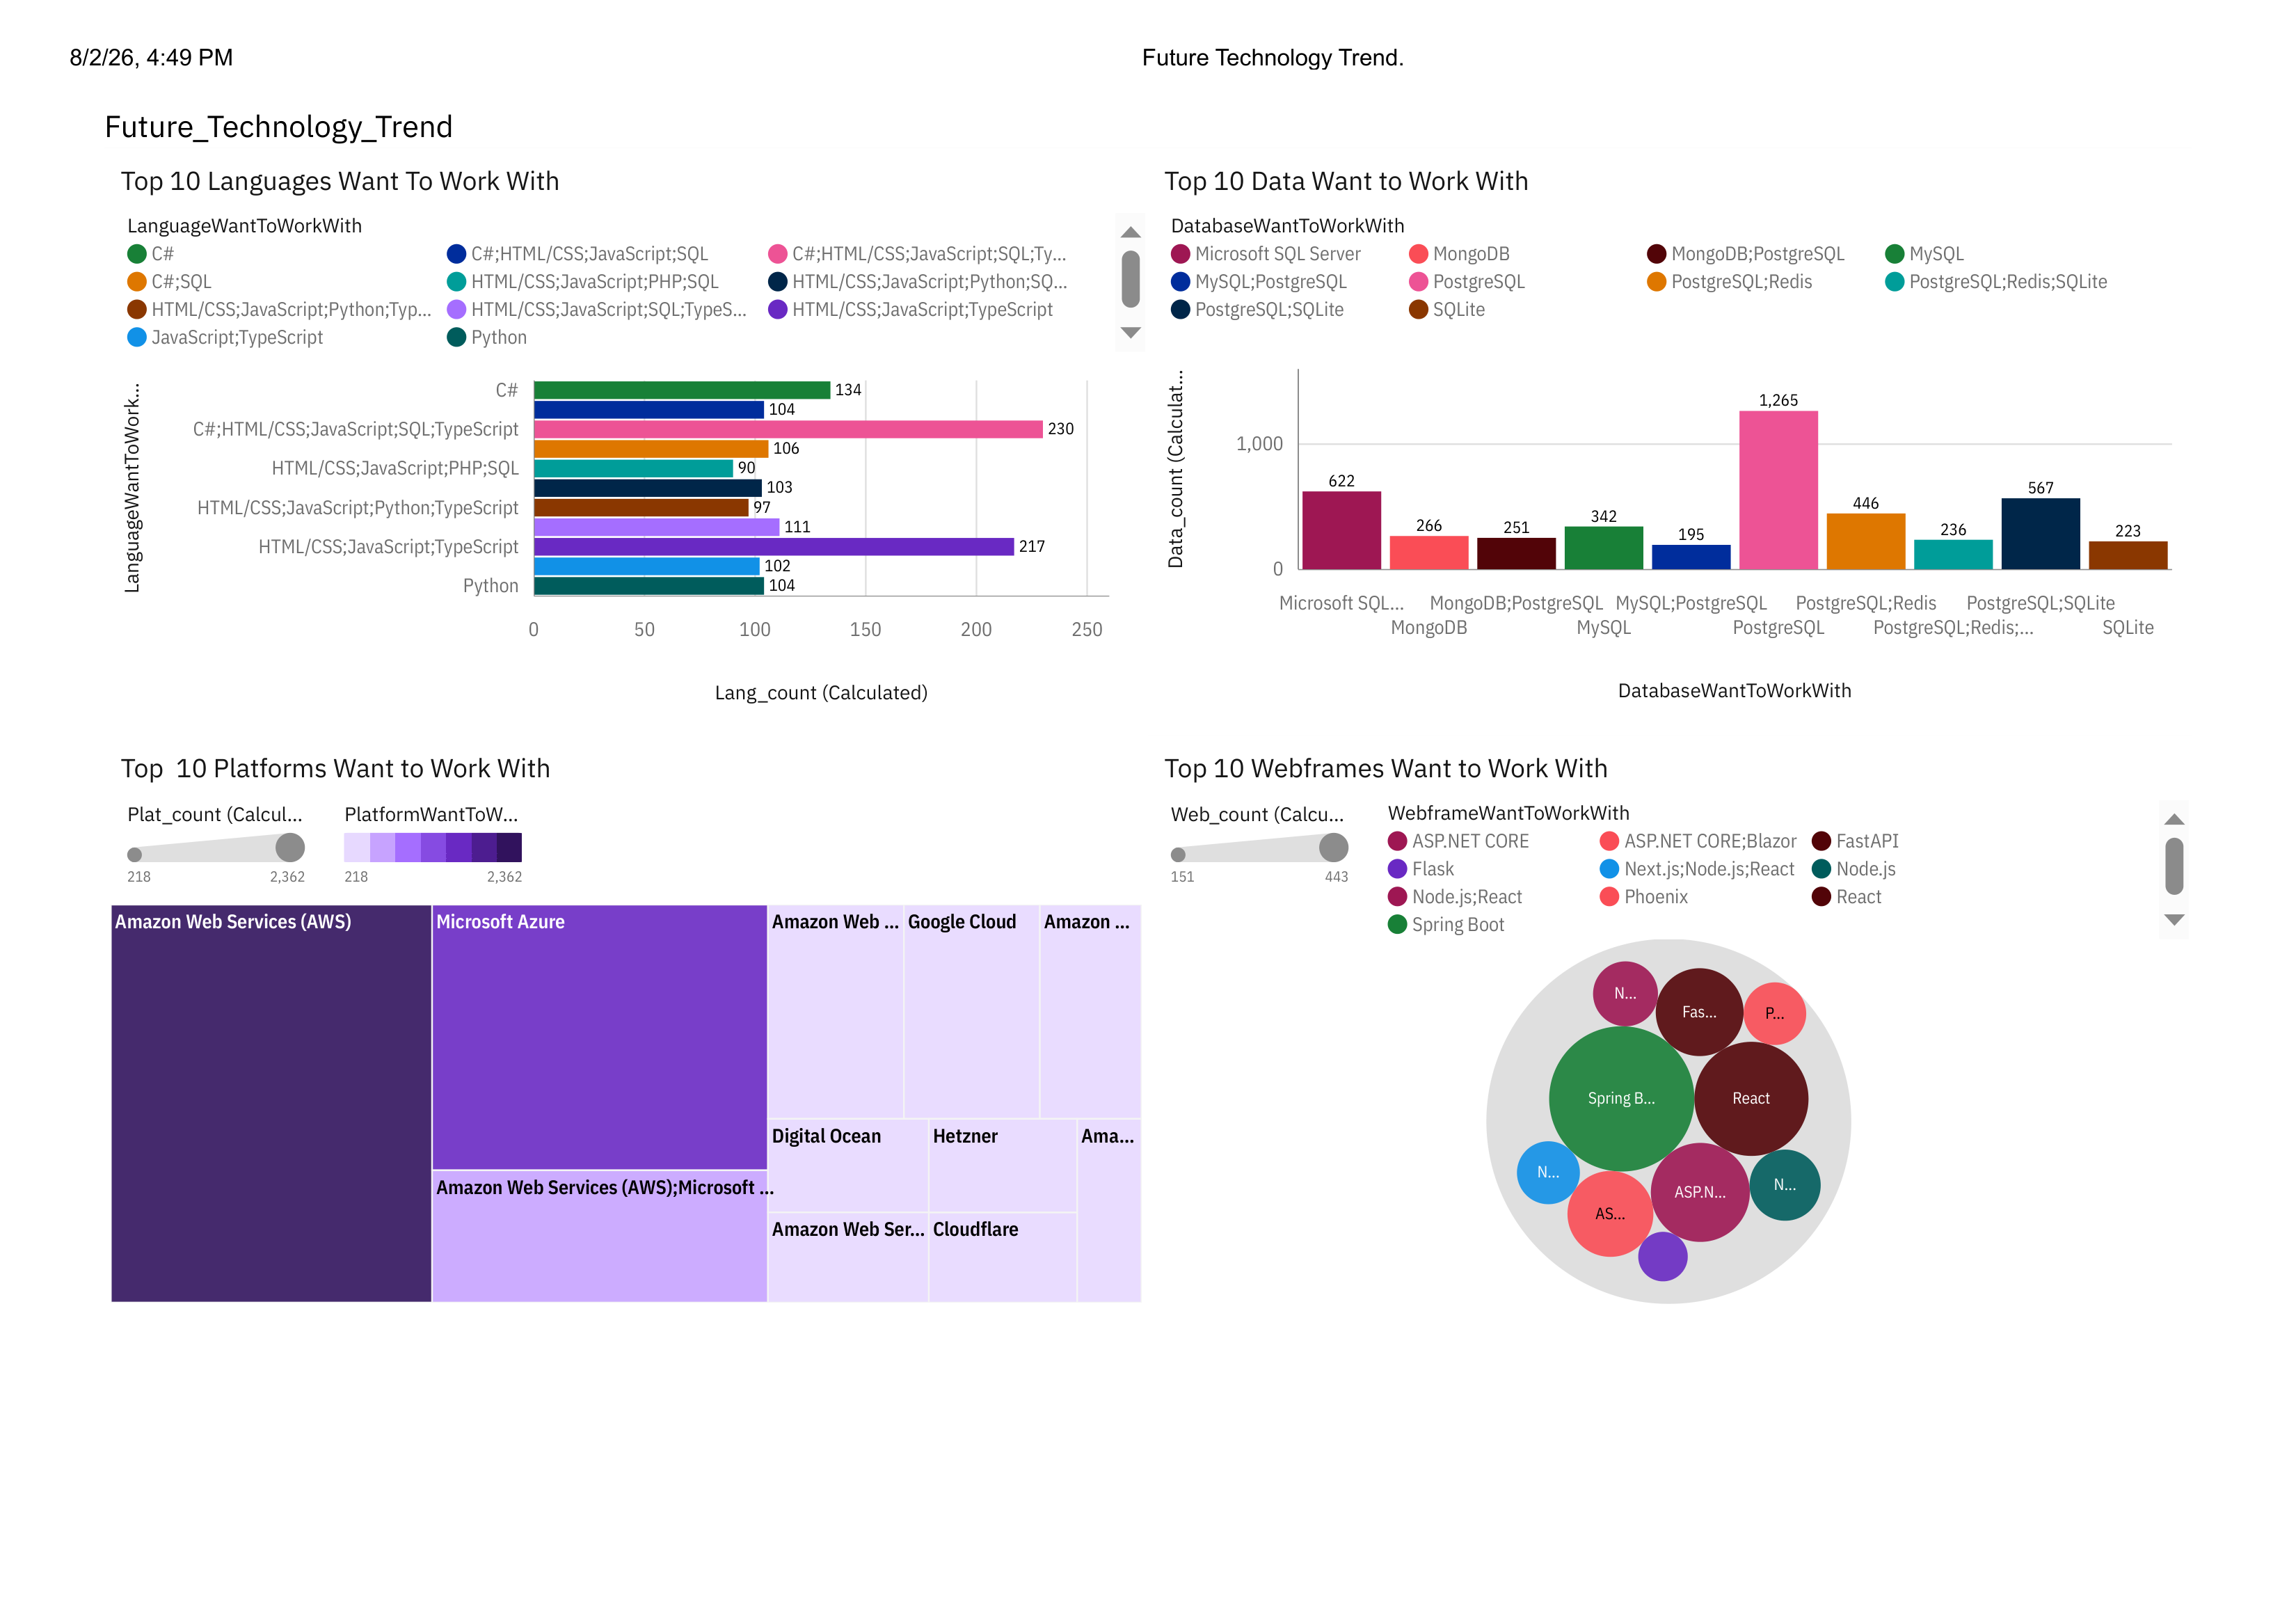 8/2/26, 4:49 PM
Future Technology Trend.
Future_Technology_Trend
Top 10 Languages Want To Work With
LanguageWantToWorkWith
C#
C#;HTML/CSS;JavaScript;SQL
C#;HTML/CSS;JavaScript;SQL;Ty...
C#;SQL
HTML/CSS;JavaScript;PHP;SQL
HTML/CSS;JavaScript;Python;SQ...
HTML/CSS;JavaScript;Python;Typ...
HTML/CSS;JavaScript;SQL;TypeS...
HTML/CSS;JavaScript;TypeScript
JavaScript;TypeScript
Python
LanguageWantToWork...
C#
134
104
C#;HTML/CSS;JavaScript;SQL;TypeScript
230
106
HTML/CSS;JavaScript;PHP;SQL
90
103
HTML/CSS;JavaScript;Python;TypeScript
97
111
HTML/CSS;JavaScript;TypeScript
217
102
Python
104
0 50 100 150 200 250
Lang_count (Calculated)
Top 10 Data Want to Work With
DatabaseWantToWorkWith
Microsoft SQL Server
MongoDB
MongoDB;PostgreSQL
MySQL
MySQL;PostgreSQL
PostgreSQL
PostgreSQL;Redis
PostgreSQL;Redis;SQLite
PostgreSQL;SQLite
SQLite
Data_count (Calculat...
1,000
0
622
266
251
342
195
1,265
446
236
567
223
Microsoft SQL...
MongoDB
MongoDB;PostgreSQL
MySQL
MySQL;PostgreSQL
PostgreSQL
PostgreSQL;Redis
PostgreSQL;Redis;...
PostgreSQL;SQLite
SQLite
DatabaseWantToWorkWith
Top  10 Platforms Want to Work With
Plat_count (Calcul...
218 2,362
PlatformWantToW...
218 2,362
Amazon Web Services (AWS)
Microsoft Azure
Amazon Web Services (AWS);Microsoft ...
Amazon Web ...
Google Cloud
Amazon ...
Digital Ocean
Hetzner
Ama...
Amazon Web Ser...
Cloudflare
Top 10 Webframes Want to Work With
Web_count (Calcu...
151 443
WebframeWantToWorkWith
ASP.NET CORE
ASP.NET CORE;Blazor
FastAPI
Flask
Next.js;Node.js;React
Node.js
Node.js;React
Phoenix
React
Spring Boot
N...
Fas...
P...
Spring B...
React
N...
AS...
ASP.N...
N...